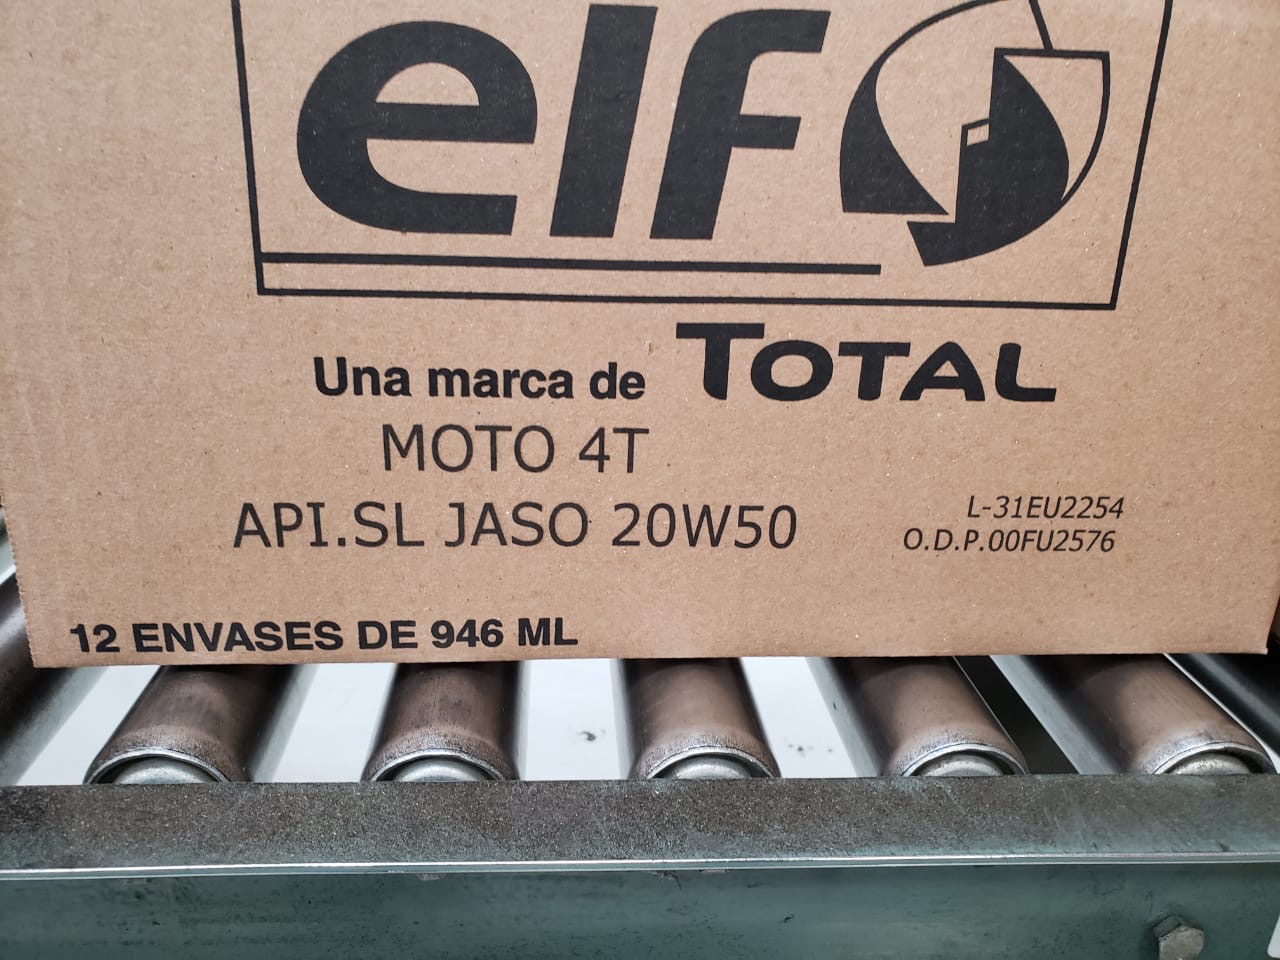 elf
Una marca de TOTAL
MOTO 4T
API.SL JASO 20W50
L-31EU2254
O.D.P.00FU2576
12 ENVASES DE 946 ML